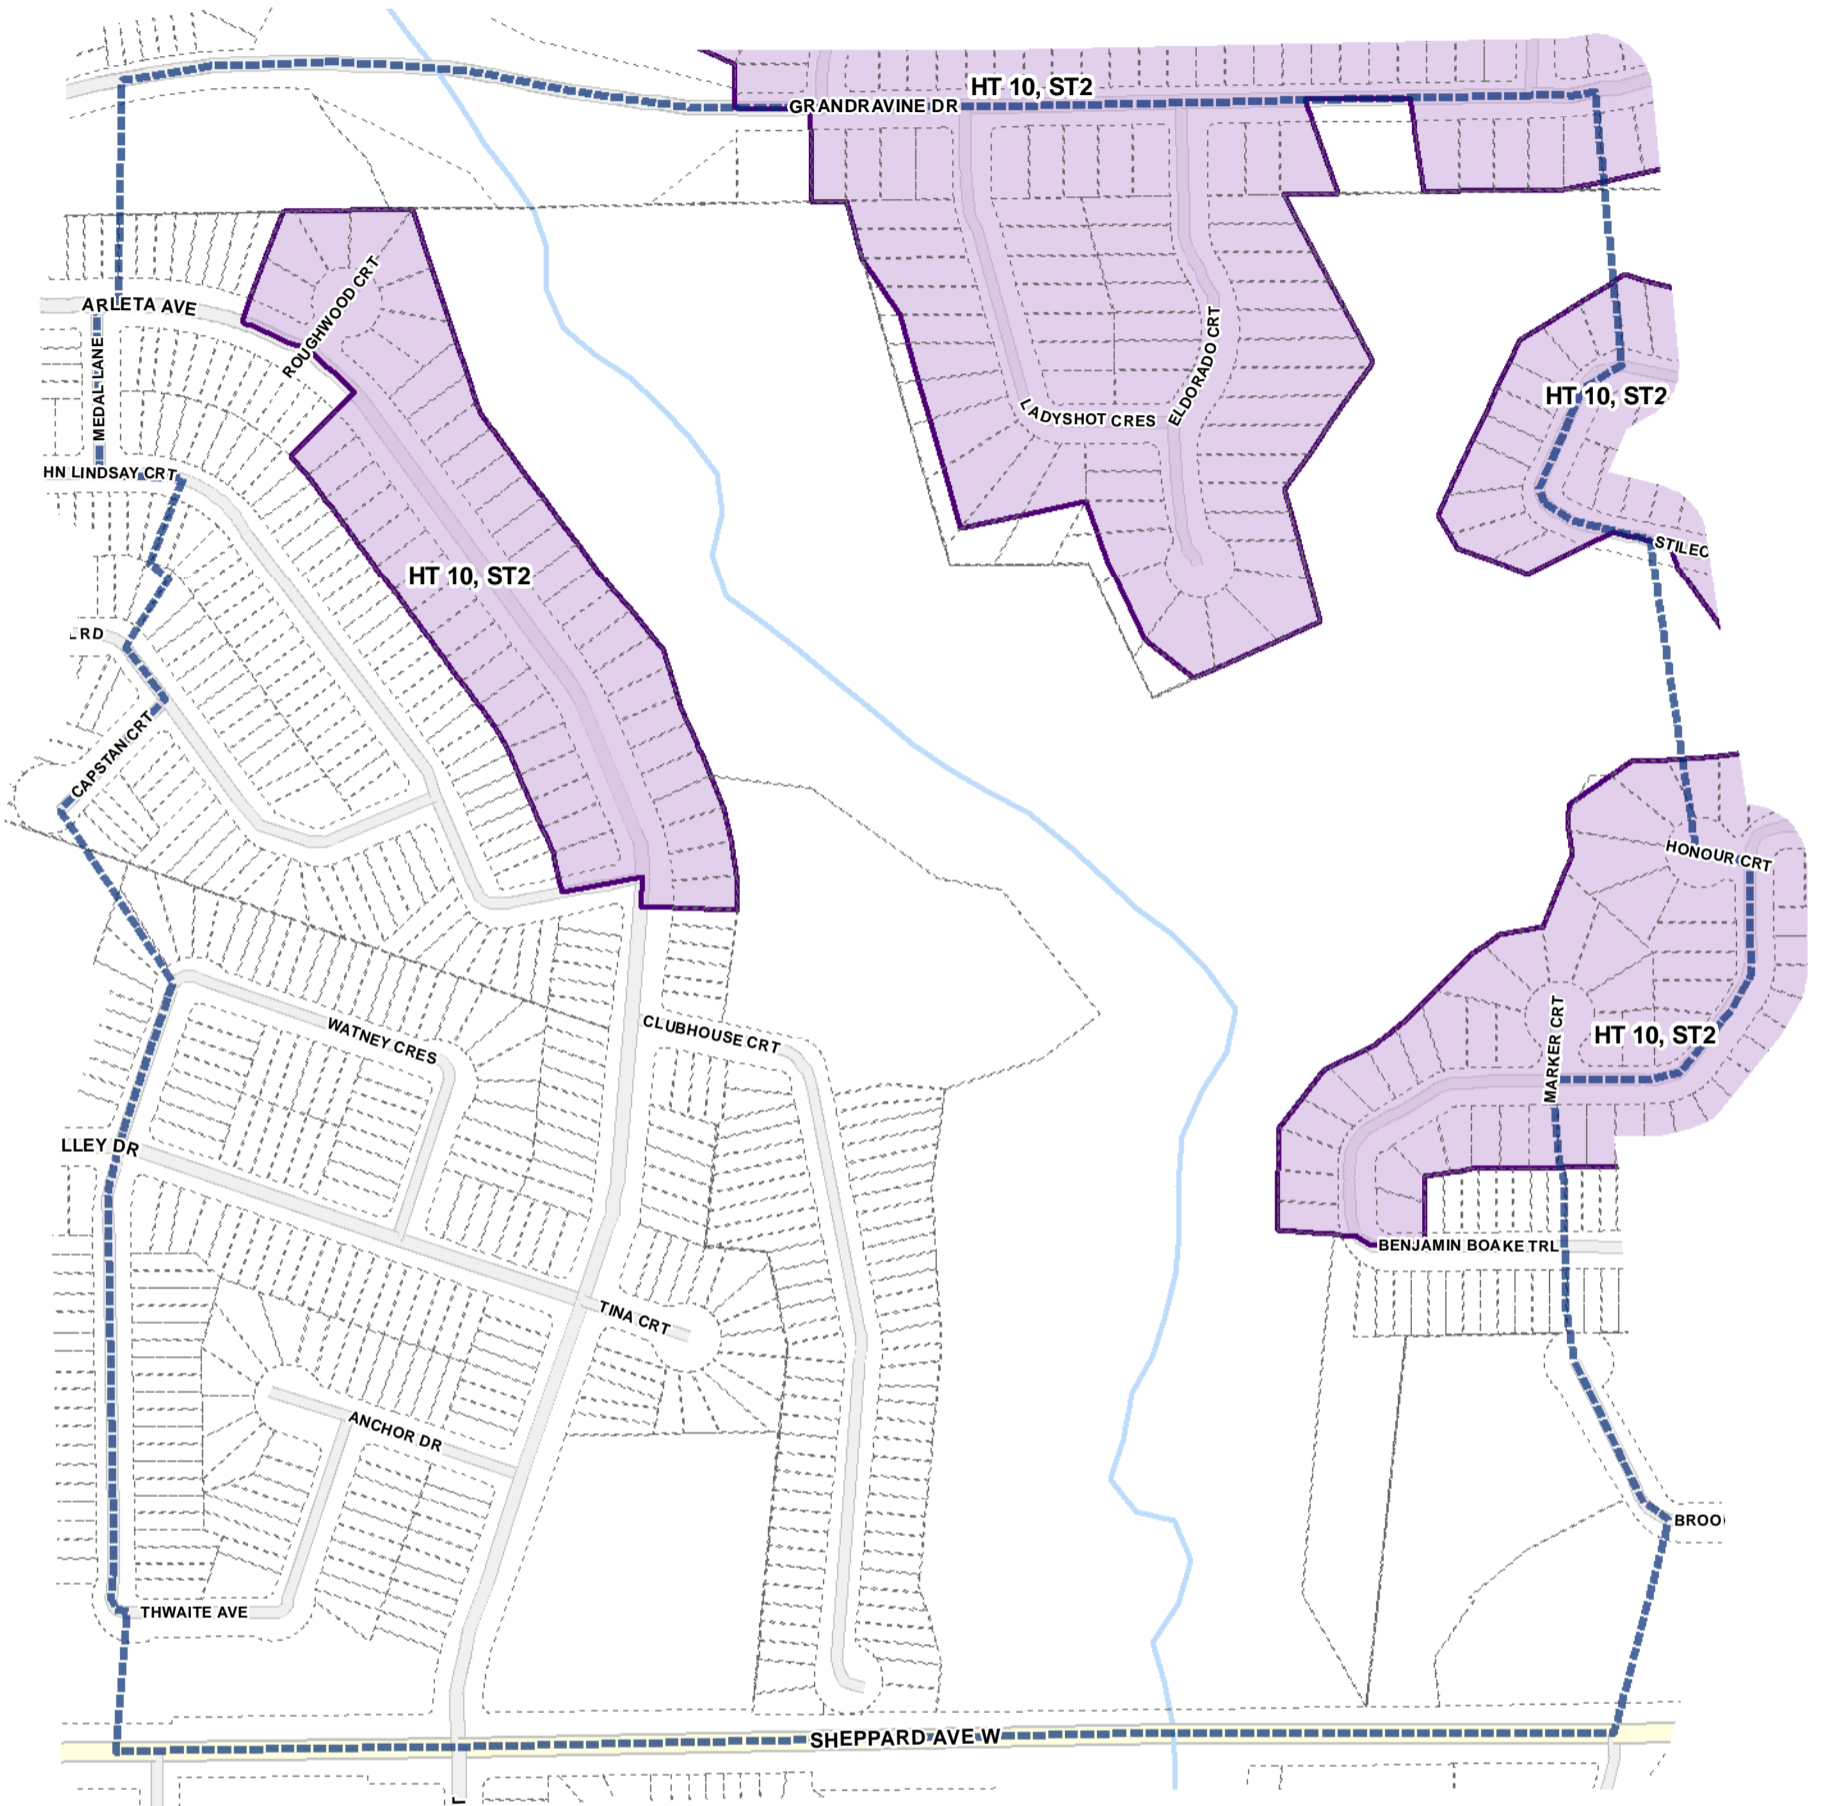 HT 10, ST2
GRANDRAVINE DR
ROUGHWOOD CRT
ARLETA AVE
MEDAL LANE
ELDORADO CRT
HT 10, ST2
LADYSHOT CRES
HN LINDSAY CRT
STILEC
HT 10, ST2
LRD
CAPSTAN CRT
HONOUR CRT
WATNEY CRES
CLUBHOUSE CRT
MARKER CRT
HT 10, ST2
LLEY DR
BENJAMIN BOAKE TRL
TINA CRT
ANCHOR DR
BROO
THWAITE AVE
SHEPPARD AVE W